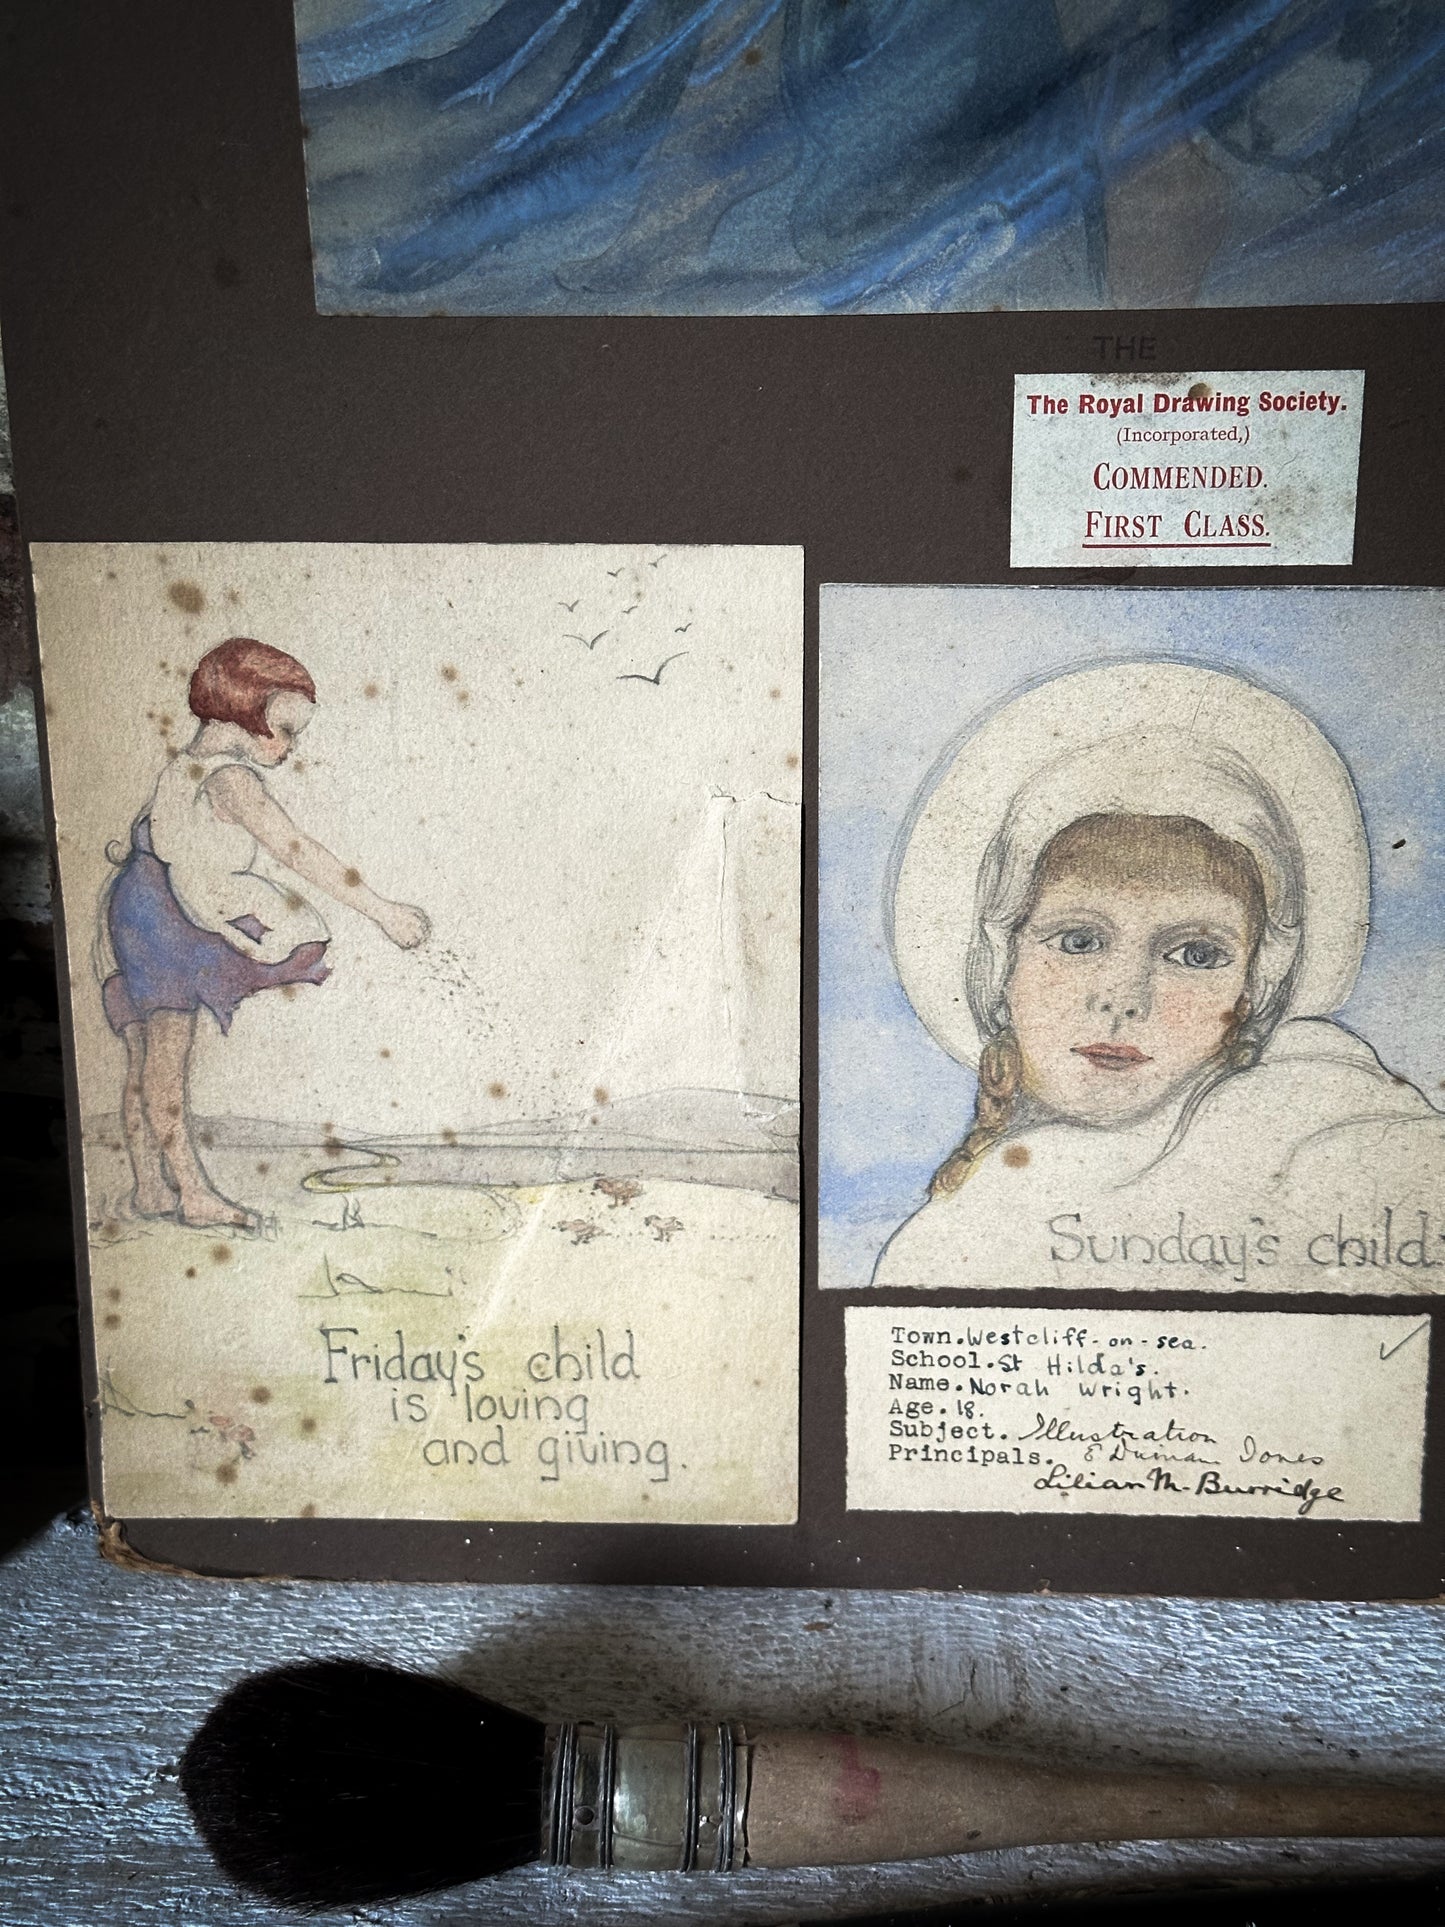 THE
The Royal Drawing Society.
(Incorporated,)
COMMENDED.
FIRST CLASS.
Friday's child
is loving
and giving.
Sunday's child
Town. Westcliff-on-sea.
School. St Hilda's.
Name. Norah Wright.
Age. 18.
Subject. Illustration
Principals. E Jones
Lilian M. Burridge